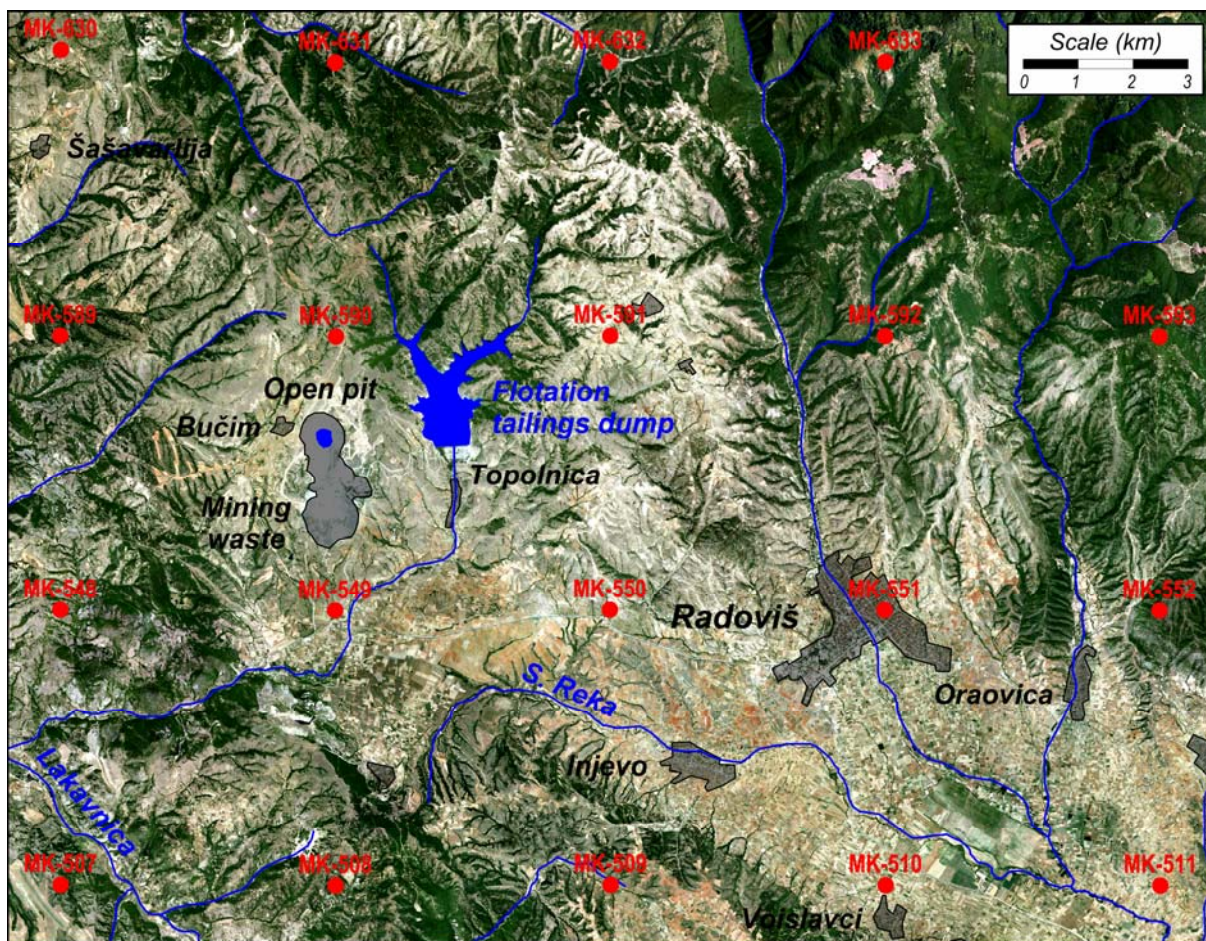 MK-630
MK-631
MK-632
MK-633
Scale (km)
0 1 2 3
Šašavarlija
MK-589
MK-590
MK-591
MK-592
MK-593
Open pit
Flotation
tailings dump
Bučim
Topolnica
Mining
waste
MK-548
MK-549
MK-550
MK-551
MK-552
Radoviš
S. Reka
Oraovica
Injevo
Lakavnica
MK-507
MK-508
MK-509
MK-510
MK-511
Voislavci